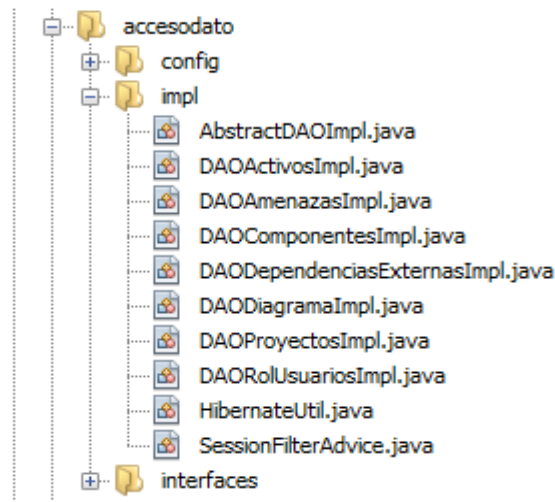 accesodato
config
impl
AbstractDAOImpl.java
DAOActivosImpl.java
DAOAmenazasImpl.java
DAOComponentesImpl.java
DAODependenciasExternasImpl.java
DAODiagramaImpl.java
DAOProyectosImpl.java
DAORolUsuariosImpl.java
HibernateUtil.java
SessionFilterAdvice.java
interfaces